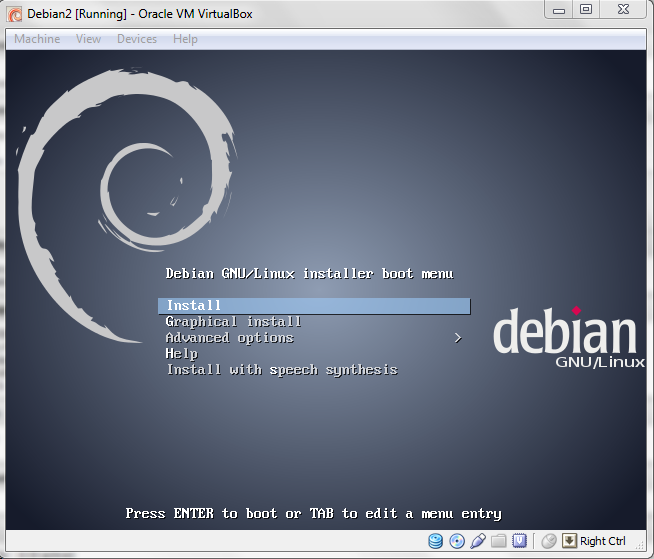 Debian2 [Running] - Oracle VM VirtualBox
Machine View Devices Help
Debian GNU/Linux installer boot menu
Install
Graphical install
Advanced options >
Help
Install with speech synthesis
debian
GNU/Linux
Press ENTER to boot or TAB to edit a menu entry
Right Ctrl